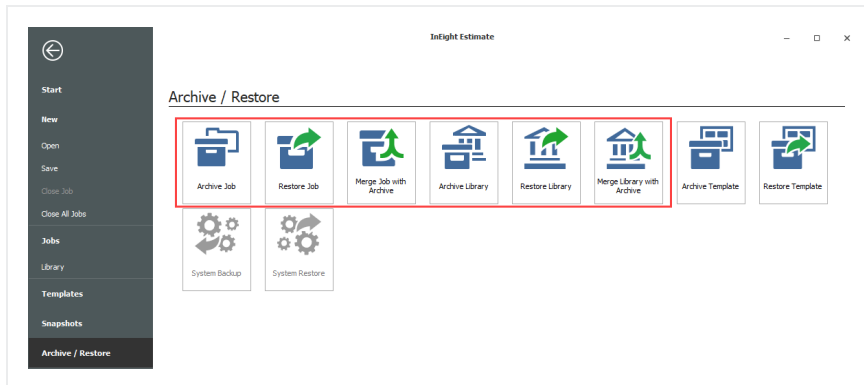 InEight Estimate
Start
New
Open
Save
Close Job
Close All Jobs
Jobs
Library
Templates
Snapshots
Archive / Restore
Archive / Restore
Archive Job
Restore Job
Merge Job with
Archive
Archive Library
Restore Library
Merge Library with
Archive
Archive Template
Restore Template
System Backup
System Restore